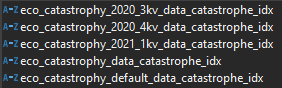 A-Z eco_catastrophy_2020_3kv_data_catastrophe_idx
A-Z eco_catastrophy_2020_4kv_data_catastrophe_idx
A-Z eco_catastrophy_2021_1kv_data_catastrophe_idx
A-Z eco_catastrophy_data_catastrophe_idx
A-Z eco_catastrophy_default_data_catastrophe_idx